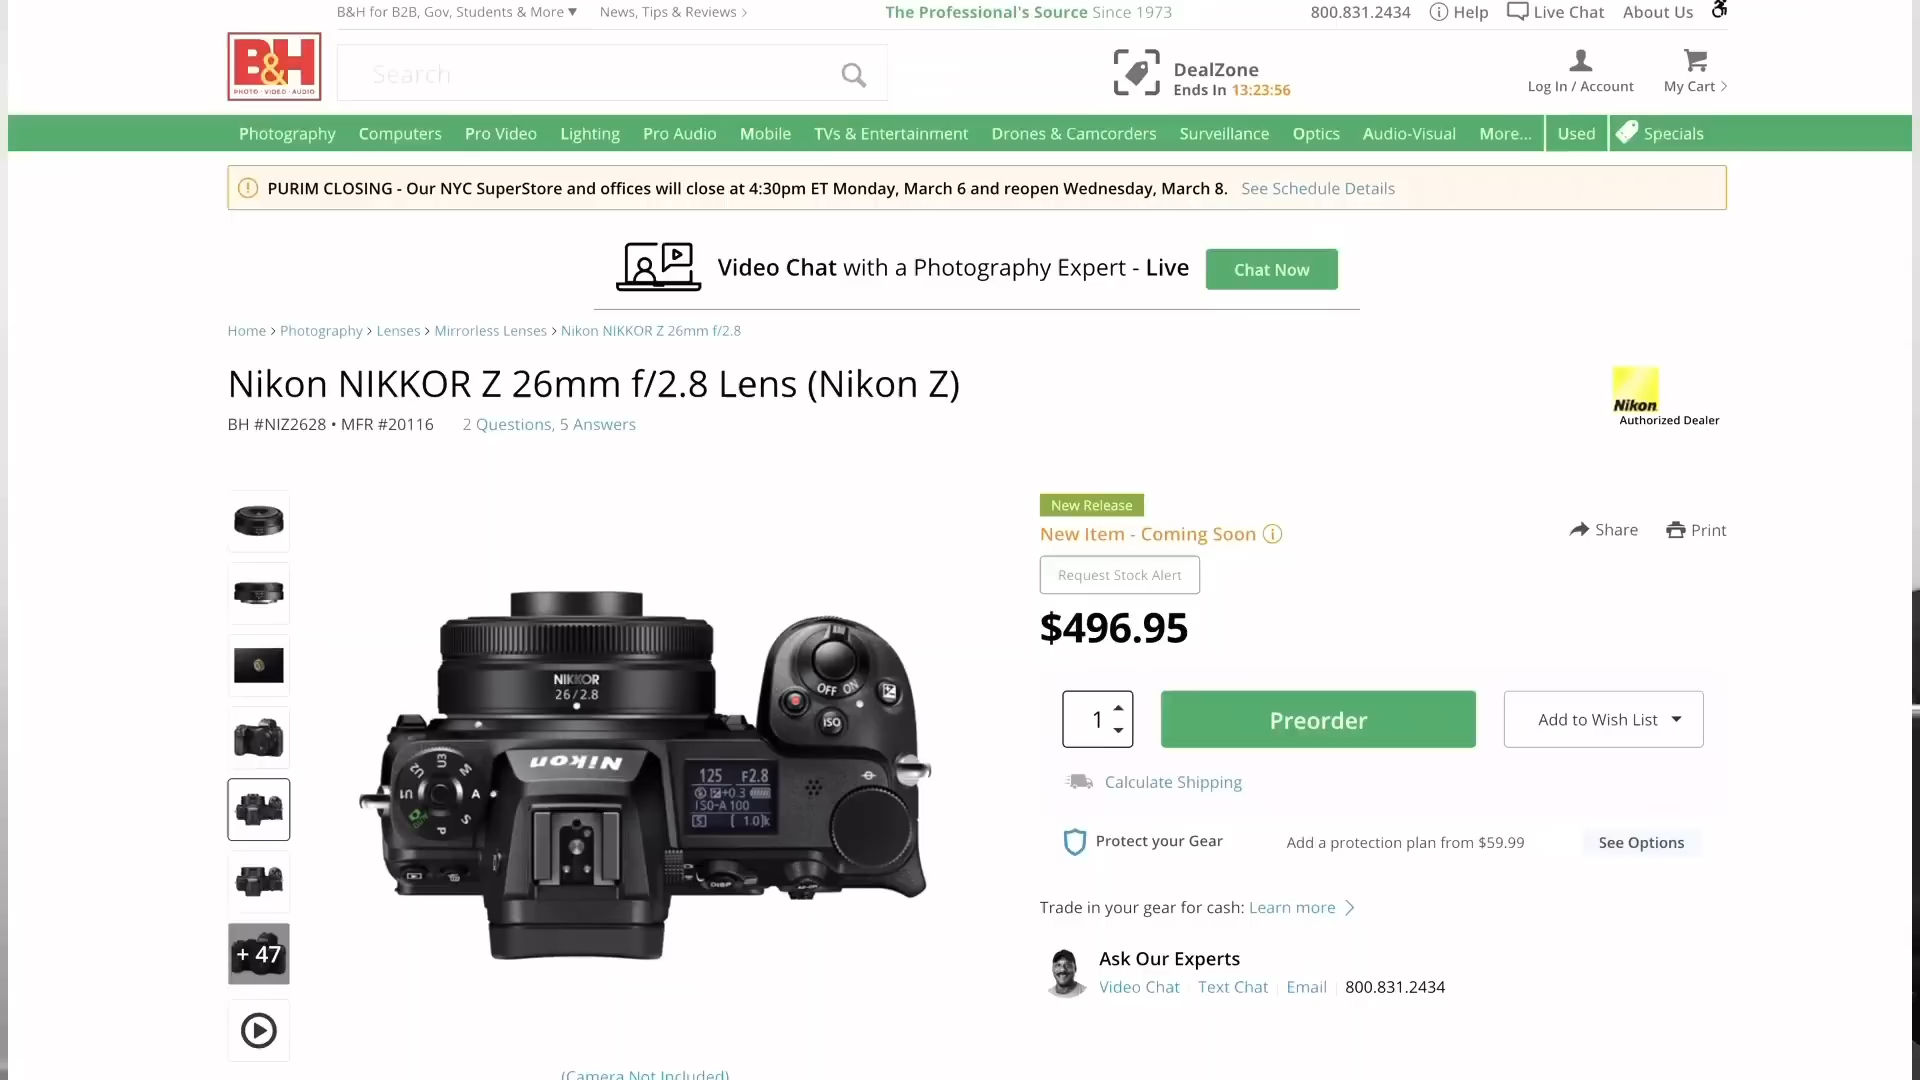 B&H for B2B, Gov, Students & More ▼ News, Tips & Reviews > The Professional's Source Since 1973 800.831.2434 Help Live Chat About Us
B&H
PHOTO - VIDEO - AUDIO
Search
DealZone
Ends In 13:23:56
Log In / Account
My Cart >
Photography Computers Pro Video Lighting Pro Audio Mobile TVs & Entertainment Drones & Camcorders Surveillance Optics Audio-Visual More... Used Specials
PURIM CLOSING - Our NYC SuperStore and offices will close at 4:30pm ET Monday, March 6 and reopen Wednesday, March 8. See Schedule Details
Video Chat with a Photography Expert - Live Chat Now
Home > Photography > Lenses > Mirrorless Lenses > Nikon NIKKOR Z 26mm f/2.8
Nikon NIKKOR Z 26mm f/2.8 Lens (Nikon Z)
BH #NIZ2628 • MFR #20116 2 Questions, 5 Answers
Nikon
Authorized Dealer
New Release
New Item - Coming Soon
Share Print
Request Stock Alert
$496.95
1
Preorder
Add to Wish List
Calculate Shipping
Protect your Gear Add a protection plan from $59.99 See Options
Trade in your gear for cash: Learn more >
Ask Our Experts
Video Chat Text Chat Email 800.831.2434
NIKKOR
26/2.8
OFF ON
ISO
Nikon
U1 U2 U3 M A S P
125 F2.8
+0.3
ISO-A 100
[ 1.0]k
DISP
+ 47
(Camera Not Included)